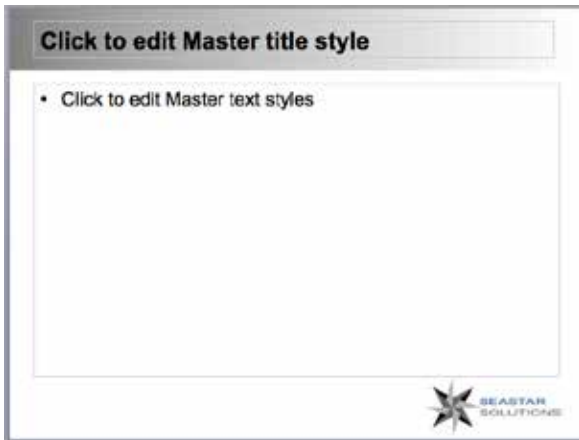 Click to edit Master title style
• Click to edit Master text styles
SEASTAR
SOLUTIONS